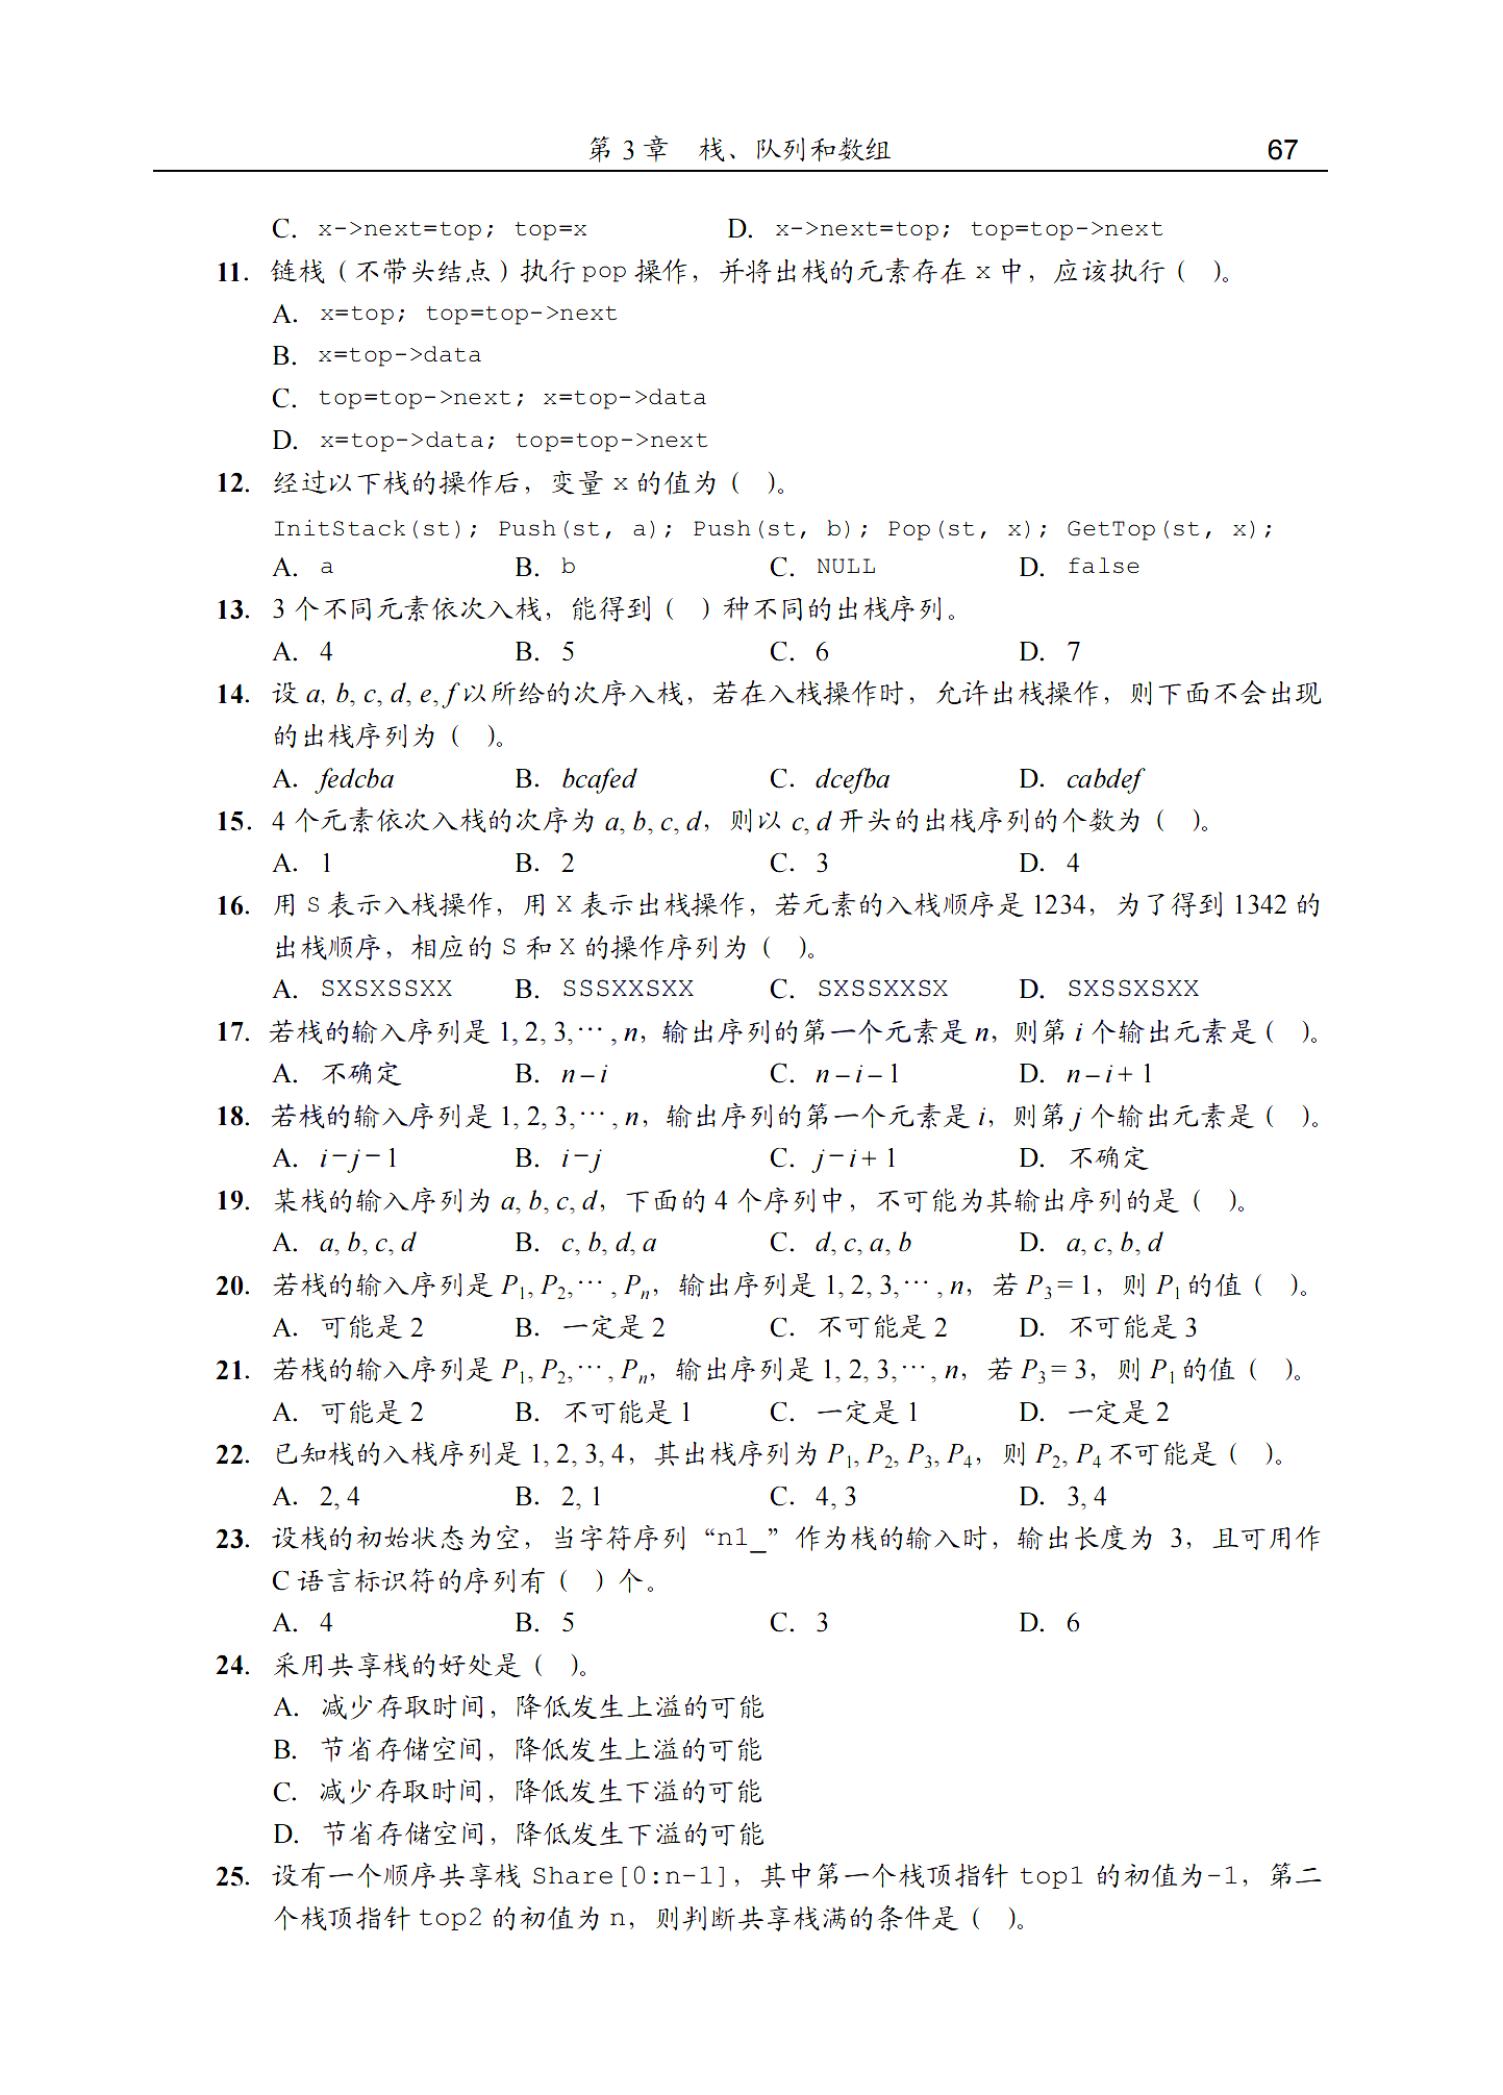 第 3 章 栈、队列和数组 67
C. x->next=top; top=x D. x->next=top; top=top->next
11. 链栈（不带头结点）执行 pop 操作，并将出栈的元素存在 x 中，应该执行（ ）。
A. x=top; top=top->next
B. x=top->data
C. top=top->next; x=top->data
D. x=top->data; top=top->next
12. 经过以下栈的操作后，变量 x 的值为（ ）。
InitStack(st); Push(st, a); Push(st, b); Pop(st, x); GetTop(st, x);
A. a B. b C. NULL D. false
13. 3 个不同元素依次入栈，能得到（ ）种不同的出栈序列。
A. 4 B. 5 C. 6 D. 7
14. 设 a, b, c, d, e, f 以所给的次序入栈，若在入栈操作时，允许出栈操作，则下面不会出现
的出栈序列为（ ）。
A. fedcba B. bcafed C. dcefba D. cabdef
15. 4 个元素依次入栈的次序为 a, b, c, d，则以 c, d 开头的出栈序列的个数为（ ）。
A. 1 B. 2 C. 3 D. 4
16. 用 S 表示入栈操作，用 X 表示出栈操作，若元素的入栈顺序是 1234，为了得到 1342 的
出栈顺序，相应的 S 和 X 的操作序列为（ ）。
A. SXSXSSXX B. SSSXXSXX C. SXSSXXSX D. SXSSXSXX
17. 若栈的输入序列是 1, 2, 3,⋯ , n，输出序列的第一个元素是 n，则第 i 个输出元素是（ ）。
A. 不确定 B. n－i C. n－i－1 D. n－i＋1
18. 若栈的输入序列是 1, 2, 3,⋯ , n，输出序列的第一个元素是 i，则第 j 个输出元素是（ ）。
A. i－j－1 B. i－j C. j－i＋1 D. 不确定
19. 某栈的输入序列为 a, b, c, d，下面的 4 个序列中，不可能为其输出序列的是（ ）。
A. a, b, c, d B. c, b, d, a C. d, c, a, b D. a, c, b, d
20. 若栈的输入序列是 P₁, P₂,⋯ , Pₙ，输出序列是 1, 2, 3,⋯ , n，若 P₃ = 1，则 P₁ 的值（ ）。
A. 可能是 2 B. 一定是 2 C. 不可能是 2 D. 不可能是 3
21. 若栈的输入序列是 P₁, P₂,⋯ , Pₙ，输出序列是 1, 2, 3,⋯ , n，若 P₃ = 3，则 P₁ 的值（ ）。
A. 可能是 2 B. 不可能是 1 C. 一定是 1 D. 一定是 2
22. 已知栈的入栈序列是 1, 2, 3, 4，其出栈序列为 P₁, P₂, P₃, P₄，则 P₂, P₄ 不可能是（ ）。
A. 2, 4 B. 2, 1 C. 4, 3 D. 3, 4
23. 设栈的初始状态为空，当字符序列“n1_”作为栈的输入时，输出长度为 3，且可用作
C 语言标识符的序列有（ ）个。
A. 4 B. 5 C. 3 D. 6
24. 采用共享栈的好处是（ ）。
A. 减少存取时间，降低发生上溢的可能
B. 节省存储空间，降低发生上溢的可能
C. 减少存取时间，降低发生下溢的可能
D. 节省存储空间，降低发生下溢的可能
25. 设有一个顺序共享栈 Share[0:n-1]，其中第一个栈顶指针 top1 的初值为-1，第二
个栈顶指针 top2 的初值为 n，则判断共享栈满的条件是（ ）。